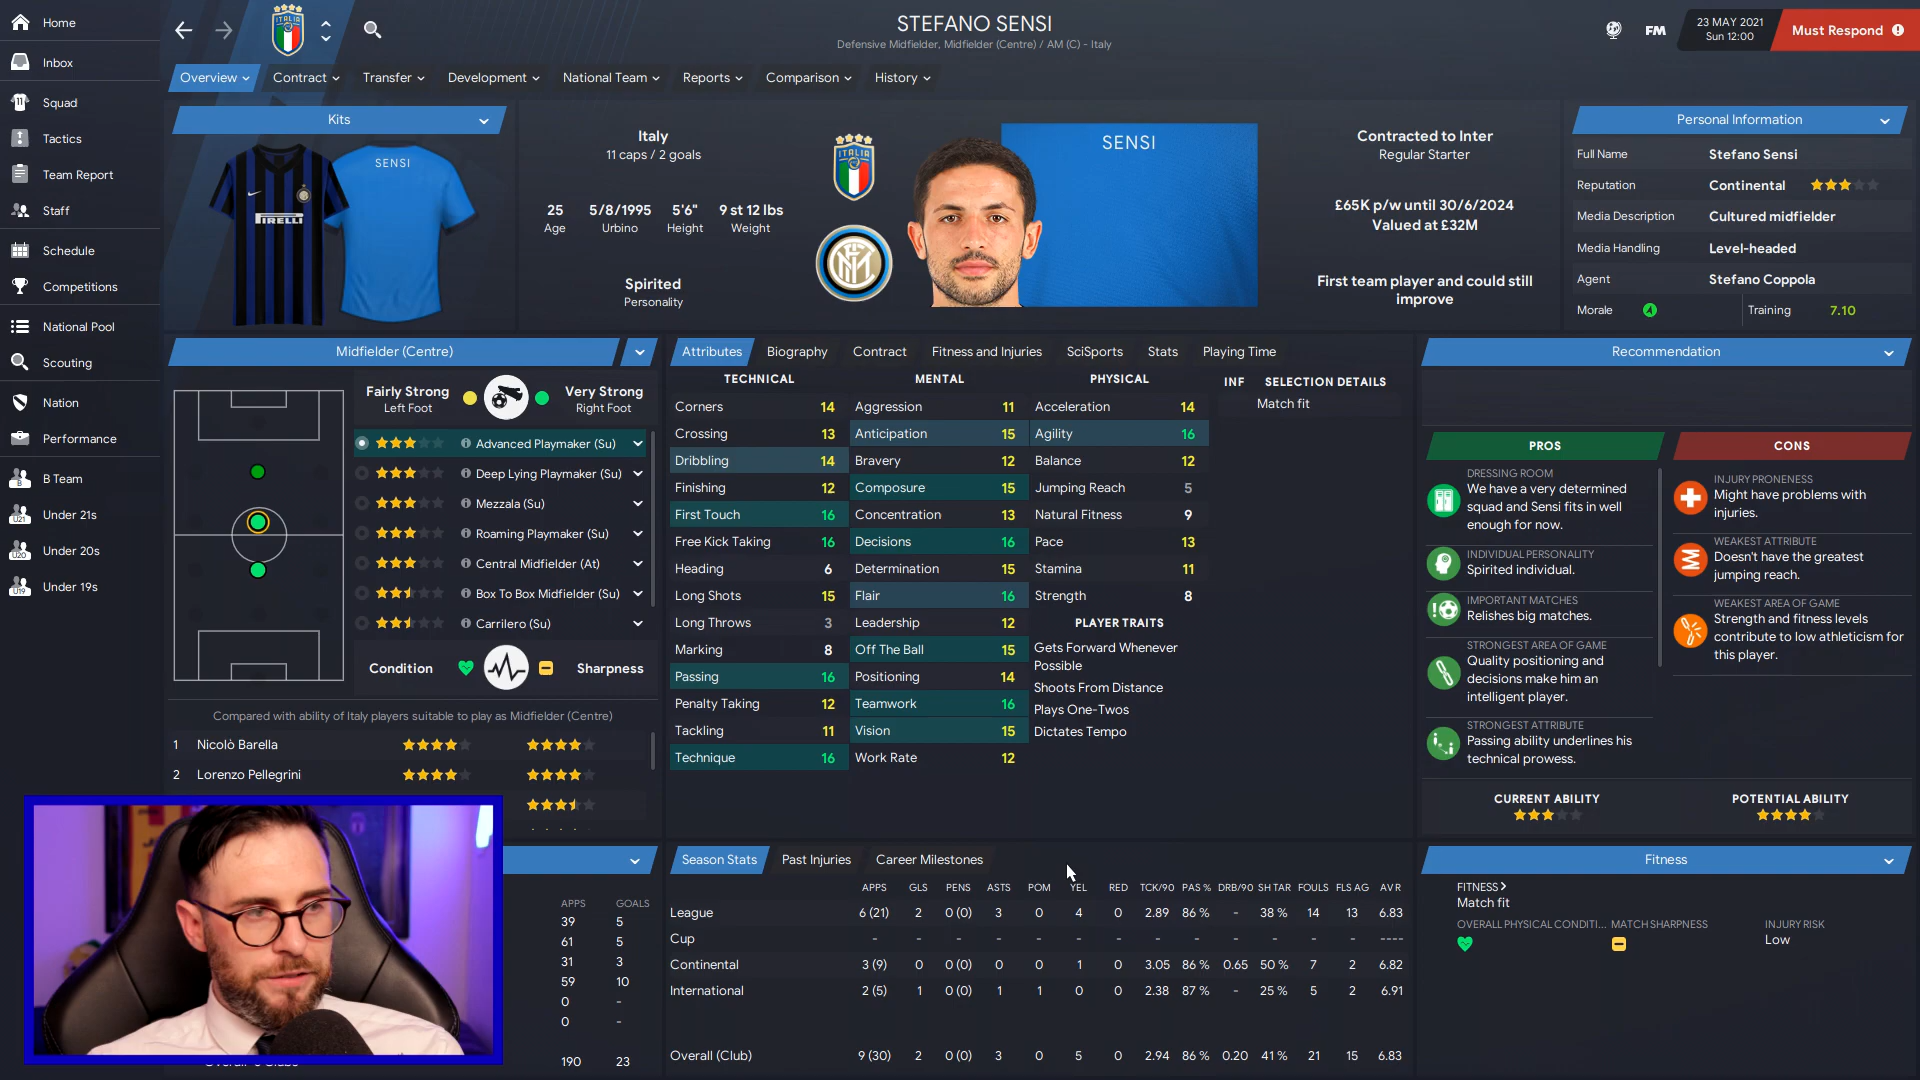 Home
Inbox
Squad
Tactics
Team Report
Staff
Schedule
Competitions
National Pool
Scouting
Nation
Performance
B Team
Under 21s
Under 20s
Under 19s
STEFANO SENSI
Defensive Midfielder, Midfielder (Centre) / AM (C) - Italy
FM
23 MAY 2021
Sun 12:00
Must Respond
Overview Contract Transfer Development National Team Reports Comparison History
Kits
SENSI
PIRELLI
Italy
11 caps / 2 goals
25 5/8/1995 5'6" 9 st 12 lbs
Age Urbino Height Weight
Spirited
Personality
ITALIA
SENSI
Contracted to Inter
Regular Starter
£65K p/w until 30/6/2024
Valued at £32M
First team player and could still
improve
Personal Information
Full Name Stefano Sensi
Reputation Continental
Media Description Cultured midfielder
Media Handling Level-headed
Agent Stefano Coppola
Morale Training 7.10
Midfielder (Centre)
Fairly Strong
Left Foot
Very Strong
Right Foot
Advanced Playmaker (Su)
Deep Lying Playmaker (Su)
Mezzala (Su)
Roaming Playmaker (Su)
Central Midfielder (At)
Box To Box Midfielder (Su)
Carrilero (Su)
Condition Sharpness
Compared with ability of Italy players suitable to play as Midfielder (Centre)
1 Nicolò Barella
2 Lorenzo Pellegrini
APPS GOALS
39 5
61 5
31 3
59 10
0 -
0 -
190 23
Attributes Biography Contract Fitness and Injuries SciSports Stats Playing Time
TECHNICAL
Corners 14
Crossing 13
Dribbling 14
Finishing 12
First Touch 16
Free Kick Taking 16
Heading 6
Long Shots 15
Long Throws 3
Marking 8
Passing 16
Penalty Taking 12
Tackling 11
Technique 16
MENTAL
Aggression 11
Anticipation 15
Bravery 12
Composure 15
Concentration 13
Decisions 16
Determination 15
Flair 16
Leadership 12
Off The Ball 15
Positioning 14
Teamwork 16
Vision 15
Work Rate 12
PHYSICAL
Acceleration 14
Agility 16
Balance 12
Jumping Reach 5
Natural Fitness 9
Pace 13
Stamina 11
Strength 8
PLAYER TRAITS
Gets Forward Whenever
Possible
Shoots From Distance
Plays One-Twos
Dictates Tempo
INF SELECTION DETAILS
Match fit
Recommendation
PROS
DRESSING ROOM
We have a very determined
squad and Sensi fits in well
enough for now.
INDIVIDUAL PERSONALITY
Spirited individual.
IMPORTANT MATCHES
Relishes big matches.
STRONGEST AREA OF GAME
Quality positioning and
decisions make him an
intelligent player.
STRONGEST ATTRIBUTE
Passing ability underlines his
technical prowess.
CONS
INJURY PRONENESS
Might have problems with
injuries.
WEAKEST ATTRIBUTE
Doesn't have the greatest
jumping reach.
WEAKEST AREA OF GAME
Strength and fitness levels
contribute to low athleticism for
this player.
CURRENT ABILITY POTENTIAL ABILITY
Season Stats Past Injuries Career Milestones
APPS GLS PENS ASTS POM YEL RED TCK/90 PAS % DRB/90 SH TAR FOULS FLS AG AV R
League 6 (21) 2 0 (0) 3 0 4 0 2.89 86 % - 38 % 14 13 6.83
Cup - - - - - - - - - - - - - ----
Continental 3 (9) 0 0 (0) 0 0 1 0 3.05 86 % 0.65 50 % 7 2 6.82
International 2 (5) 1 0 (0) 1 1 0 0 2.38 87 % - 25 % 5 2 6.91
Overall (Club) 9 (30) 2 0 (0) 3 0 5 0 2.94 86 % 0.20 41 % 21 15 6.83
Fitness
FITNESS
Match fit
OVERALL PHYSICAL CONDITI... MATCH SHARPNESS INJURY RISK
Low